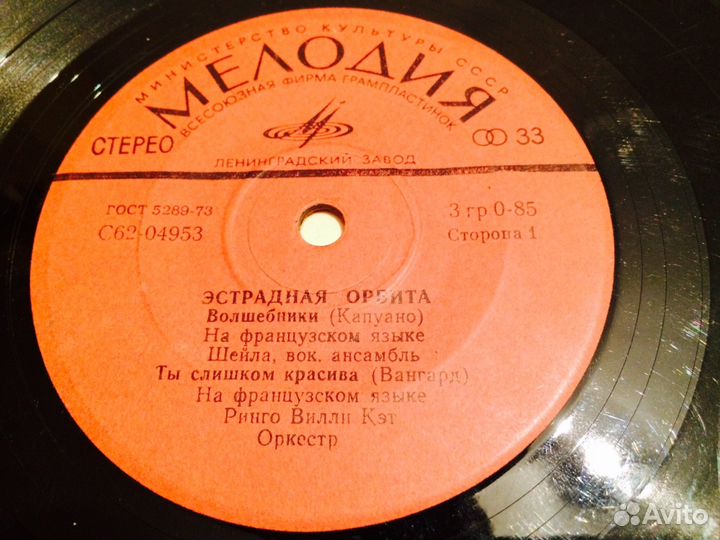 МИНИСТЕРСТВО КУЛЬТУРЫ СССР
МЕЛОДИЯ
ВСЕСОЮЗНАЯ ФИРМА ГРАМПЛАСТИНОК
СТЕРЕО
33
ЛЕНИНГРАДСКИЙ ЗАВОД
ГОСТ 5289-73
3 гр 0-85
С62-04953
Сторона 1
ЭСТРАДНАЯ ОРБИТА
Волшебники (Капуано)
На французском языке
Шейла, вок. ансамбль
Ты слишком красива (Вангард)
На французском языке
Ринго Вилли Кэт
Оркестр
Avito